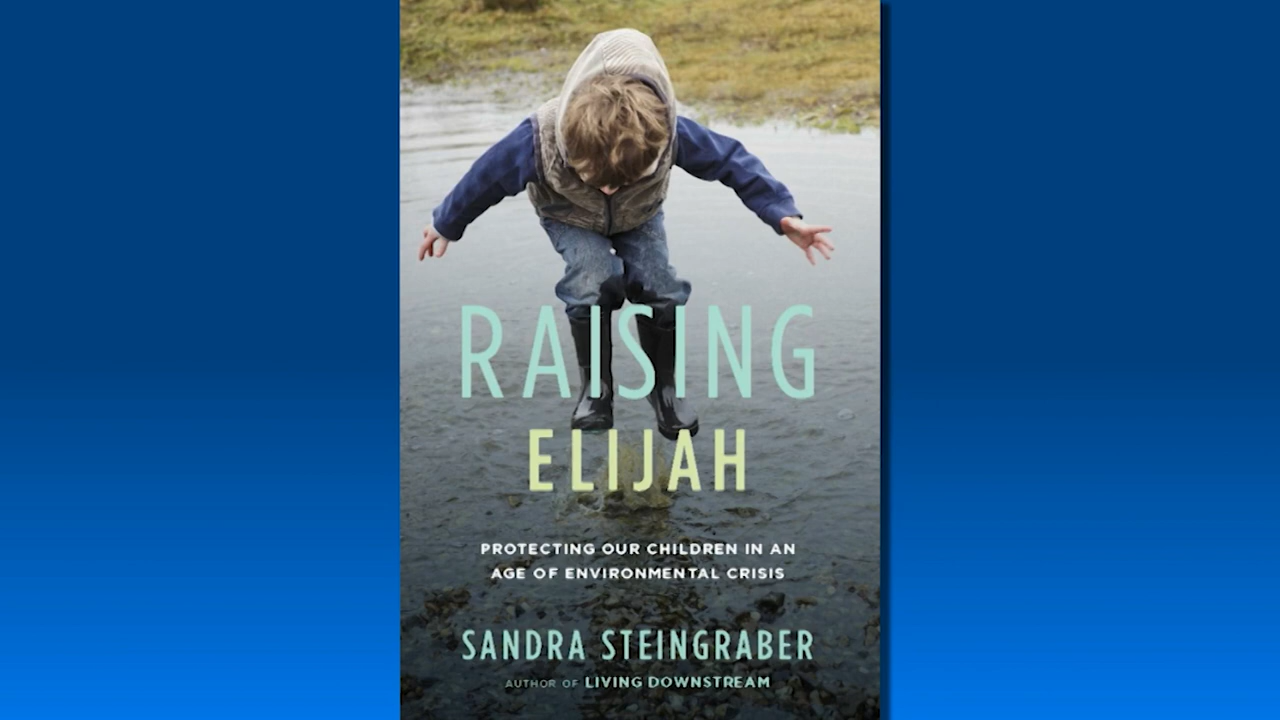 RAISING
ELIJAH
PROTECTING OUR CHILDREN IN AN
AGE OF ENVIRONMENTAL CRISIS
SANDRA STEINGRABER
AUTHOR OF LIVING DOWNSTREAM